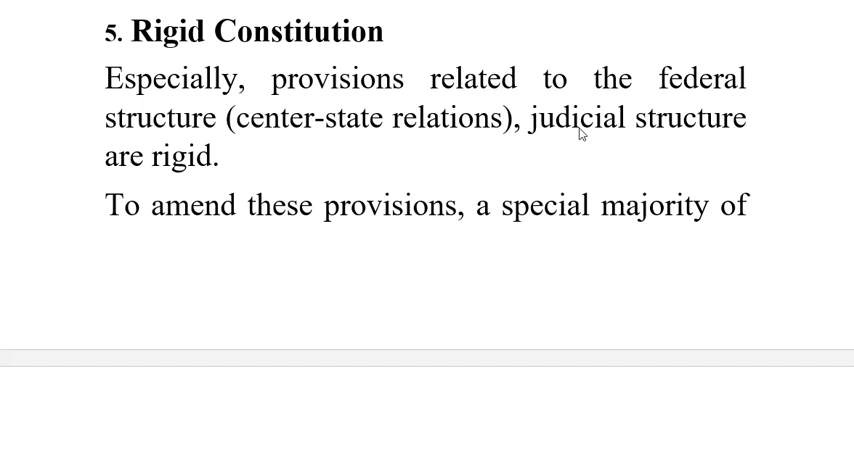 5. Rigid Constitution
Especially, provisions related to the federal
structure (center-state relations), judicial structure
are rigid.
To amend these provisions, a special majority of